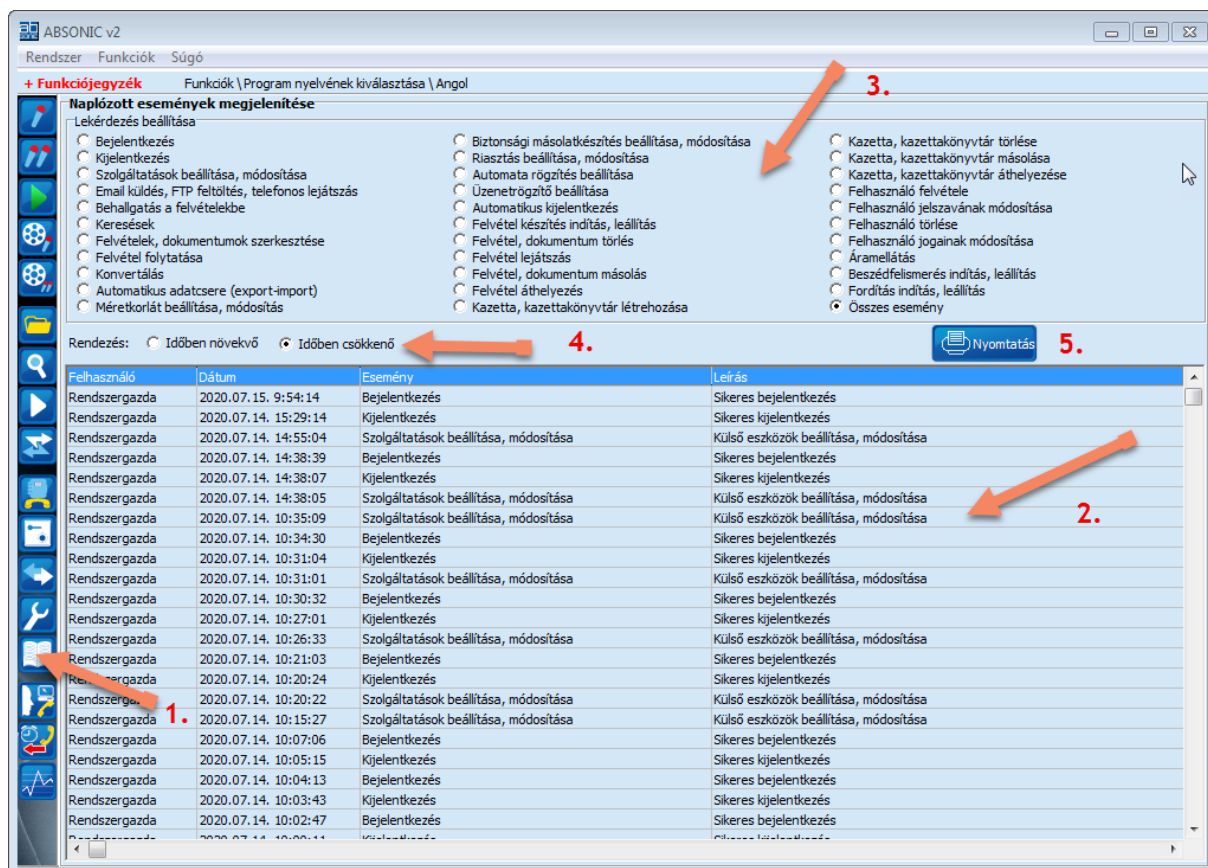 ABSONIC v2
Rendszer Funkciók Súgó
+ Funkciójegyzék Funkciók \ Program nyelvének kiválasztása \ Angol
Naplózott események megjelenítése
Lekérdezés beállítása
3.
Bejelentkezés Biztonsági másolatkészítés beállítása, módosítása Kazetta, kazettakönyvtár törlése
Kijelentkezés Riasztás beállítása, módosítása Kazetta, kazettakönyvtár másolása
Szolgáltatások beállítása, módosítása Automata rögzítés beállítása Kazetta, kazettakönyvtár áthelyezése
Email küldés, FTP feltöltés, telefonos lejátszás Üzenetrögzítő beállítása Felhasználó felvétele
Behallgatás a felvételekbe Automatikus kijelentkezés Felhasználó jelszavának módosítása
Keresések Felvétel készítés indítás, leállítás Felhasználó törlése
Felvételek, dokumentumok szerkesztése Felvétel, dokumentum törlés Felhasználó jogainak módosítása
Felvétel folytatása Felvétel lejátszás Áramellátás
Konvertálás Felvétel, dokumentum másolás Beszédfelismerés indítás, leállítás
Automatikus adatcsere (export-import) Felvétel áthelyezés Fordítás indítás, leállítás
Méretkorlát beállítása, módosítás Kazetta, kazettakönyvtár létrehozása Összes esemény
Rendezés: Időben növekvő Időben csökkenő 4. Nyomtatás 5.
Felhasználó Dátum Esemény Leírás
Rendszergazda 2020.07.15. 9:54:14 Bejelentkezés Sikeres bejelentkezés
Rendszergazda 2020.07.14. 15:29:14 Kijelentkezés Sikeres kijelentkezés
Rendszergazda 2020.07.14. 14:55:04 Szolgáltatások beállítása, módosítása Külső eszközök beállítása, módosítása
Rendszergazda 2020.07.14. 14:38:39 Bejelentkezés Sikeres bejelentkezés
Rendszergazda 2020.07.14. 14:38:07 Kijelentkezés Sikeres kijelentkezés
Rendszergazda 2020.07.14. 14:38:05 Szolgáltatások beállítása, módosítása Külső eszközök beállítása, módosítása
Rendszergazda 2020.07.14. 10:35:09 Szolgáltatások beállítása, módosítása Külső eszközök beállítása, módosítása
2.
Rendszergazda 2020.07.14. 10:34:30 Bejelentkezés Sikeres bejelentkezés
Rendszergazda 2020.07.14. 10:31:04 Kijelentkezés Sikeres kijelentkezés
Rendszergazda 2020.07.14. 10:31:01 Szolgáltatások beállítása, módosítása Külső eszközök beállítása, módosítása
Rendszergazda 2020.07.14. 10:30:32 Bejelentkezés Sikeres bejelentkezés
Rendszergazda 2020.07.14. 10:27:01 Kijelentkezés Sikeres kijelentkezés
Rendszergazda 2020.07.14. 10:26:33 Szolgáltatások beállítása, módosítása Külső eszközök beállítása, módosítása
Rendszergazda 2020.07.14. 10:21:03 Bejelentkezés Sikeres bejelentkezés
Rendszergazda 2020.07.14. 10:20:24 Kijelentkezés Sikeres kijelentkezés
Rendszergazda 2020.07.14. 10:20:22 Szolgáltatások beállítása, módosítása Külső eszközök beállítása, módosítása
1.
Rendszergazda 2020.07.14. 10:15:27 Szolgáltatások beállítása, módosítása Külső eszközök beállítása, módosítása
Rendszergazda 2020.07.14. 10:07:06 Bejelentkezés Sikeres bejelentkezés
Rendszergazda 2020.07.14. 10:05:15 Kijelentkezés Sikeres kijelentkezés
Rendszergazda 2020.07.14. 10:04:13 Bejelentkezés Sikeres bejelentkezés
Rendszergazda 2020.07.14. 10:03:43 Kijelentkezés Sikeres kijelentkezés
Rendszergazda 2020.07.14. 10:02:47 Bejelentkezés Sikeres bejelentkezés